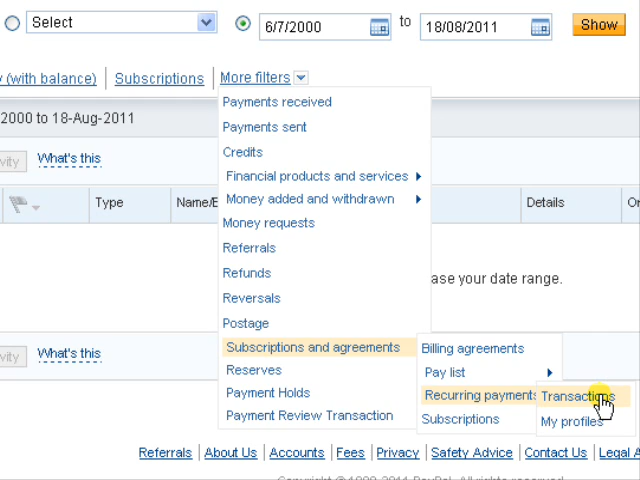 Select 6/7/2000 to 18/08/2011 Show
(with balance) Subscriptions More filters
Payments received
2000 to 18-Aug-2011
Payments sent
Credits
What's this
Financial products and services
Money added and withdrawn
Type Name/E Details
Money requests
Referrals
Refunds
ase your date range.
Reversals
Postage
Subscriptions and agreements
Billing agreements
What's this
Reserves
Pay list
Payment Holds
Recurring payments Transactions
Payment Review Transaction
Subscriptions
My profiles
Referrals About Us Accounts Fees Privacy Safety Advice Contact Us Legal A